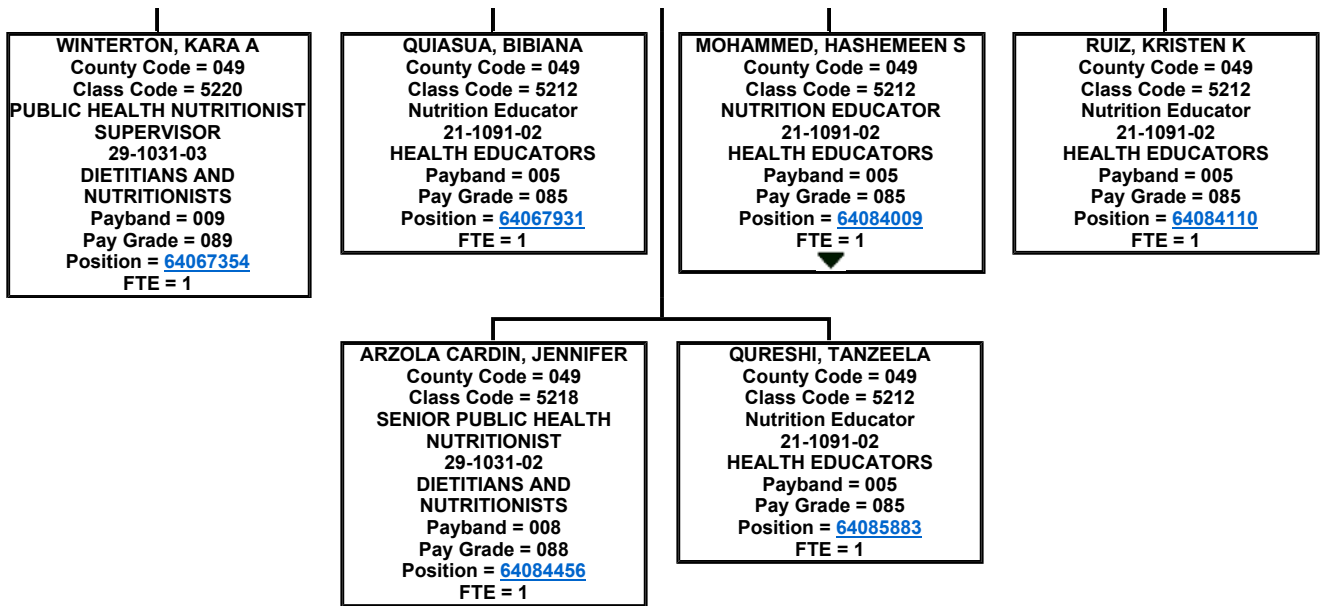 WINTERTON, KARA A
County Code = 049
Class Code = 5220
PUBLIC HEALTH NUTRITIONIST
SUPERVISOR
29-1031-03
DIETITIANS AND
NUTRITIONISTS
Payband = 009
Pay Grade = 089
Position = 64067354
FTE = 1
QUIASUA, BIBIANA
County Code = 049
Class Code = 5212
Nutrition Educator
21-1091-02
HEALTH EDUCATORS
Payband = 005
Pay Grade = 085
Position = 64067931
FTE = 1
MOHAMMED, HASHEMEEN S
County Code = 049
Class Code = 5212
NUTRITION EDUCATOR
21-1091-02
HEALTH EDUCATORS
Payband = 005
Pay Grade = 085
Position = 64084009
FTE = 1
RUIZ, KRISTEN K
County Code = 049
Class Code = 5212
Nutrition Educator
21-1091-02
HEALTH EDUCATORS
Payband = 005
Pay Grade = 085
Position = 64084110
FTE = 1
ARZOLA CARDIN, JENNIFER
County Code = 049
Class Code = 5218
SENIOR PUBLIC HEALTH
NUTRITIONIST
29-1031-02
DIETITIANS AND
NUTRITIONISTS
Payband = 008
Pay Grade = 088
Position = 64084456
FTE = 1
QURESHI, TANZEELA
County Code = 049
Class Code = 5212
Nutrition Educator
21-1091-02
HEALTH EDUCATORS
Payband = 005
Pay Grade = 085
Position = 64085883
FTE = 1